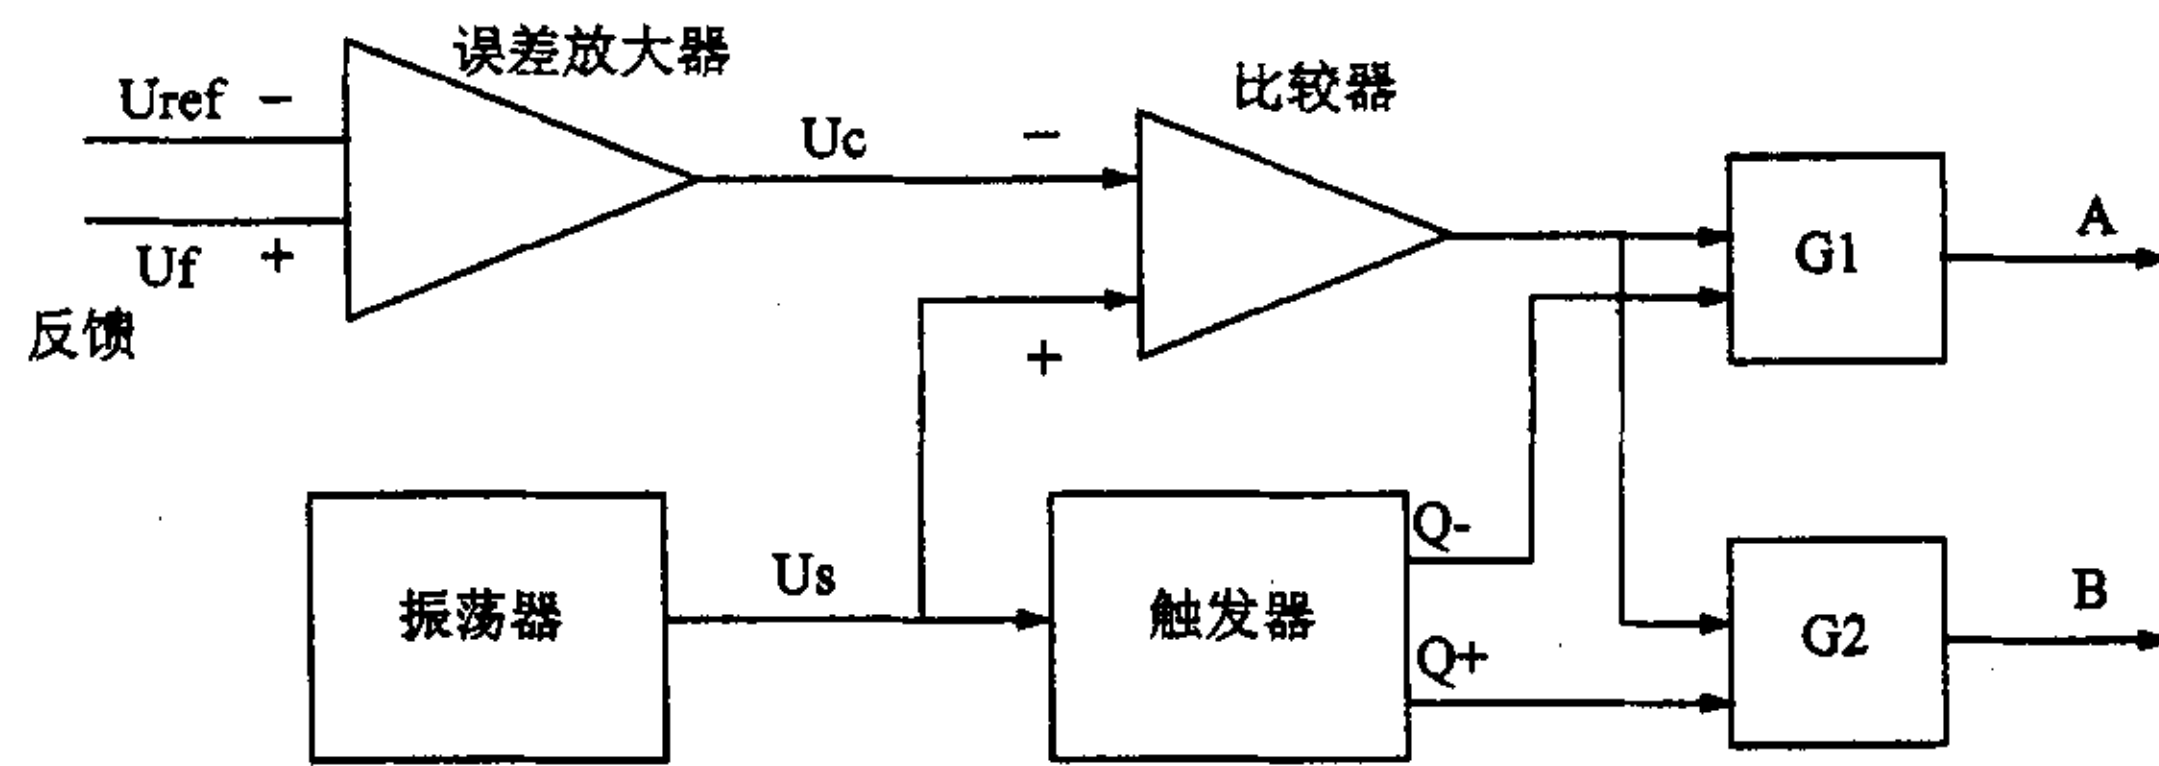 误差放大器
Uref −
比较器
Uc
−
A
G1
Uf +
反馈
+
Q-
Us
振荡器
触发器
B
G2
Q+